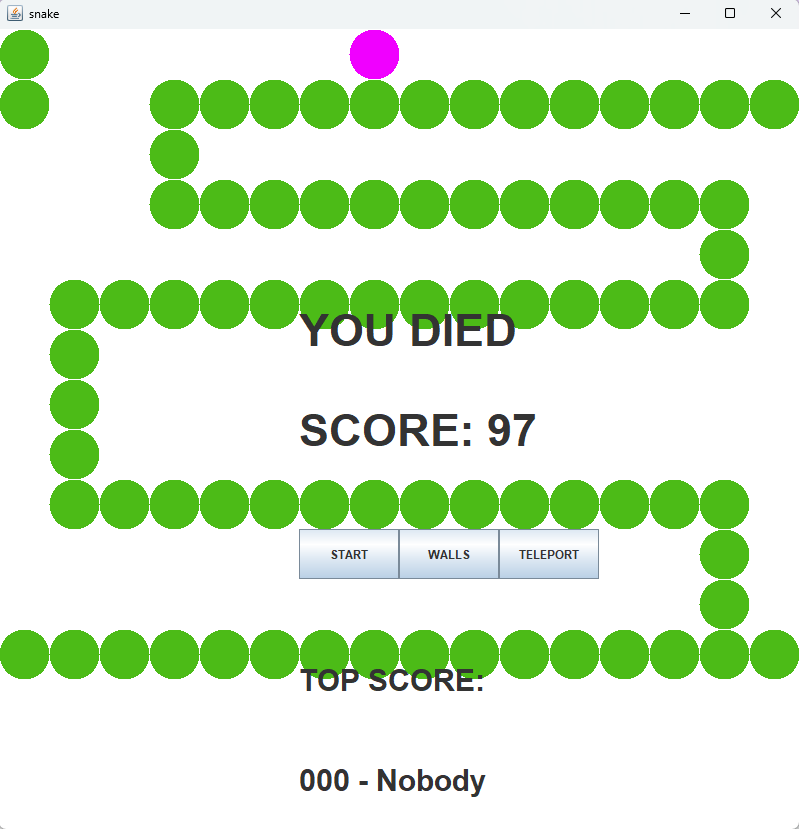 snake
YOU DIED
SCORE: 97
START WALLS TELEPORT
TOP SCORE:
000 - Nobody